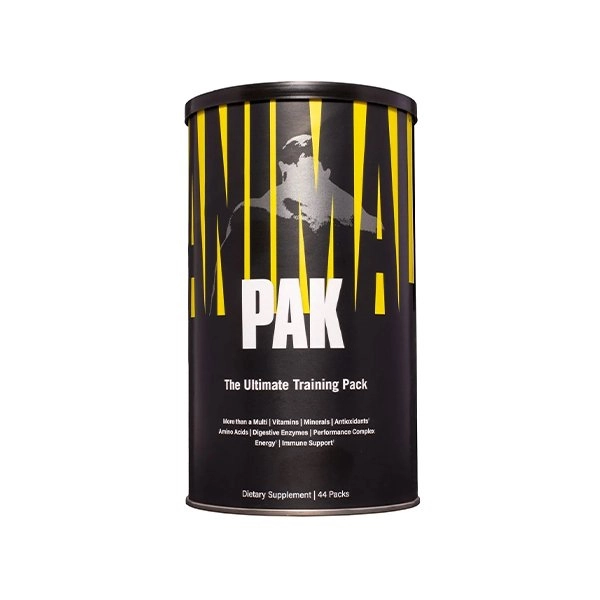 ANIMAL
PAK
The Ultimate Training Pack
More than a Multi | Vitamins | Minerals | Antioxidants†
Amino Acids | Digestive Enzymes | Performance Complex
Energy† | Immune Support†
Dietary Supplement | 44 Packs